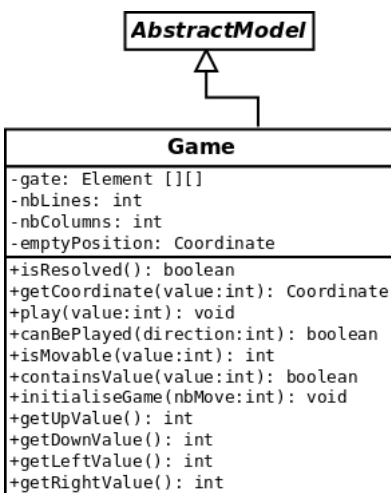 AbstractModel
Game
-gate: Element [][]
-nbLines: int
-nbColumns: int
-emptyPosition: Coordinate
+isResolved(): boolean
+getCoordinate(value:int): Coordinate
+play(value:int): void
+canBePlayed(direction:int): boolean
+isMovable(value:int): int
+containsValue(value:int): boolean
+initialiseGame(nbMove:int): void
+getUpValue(): int
+getDownValue(): int
+getLeftValue(): int
+getRightValue(): int